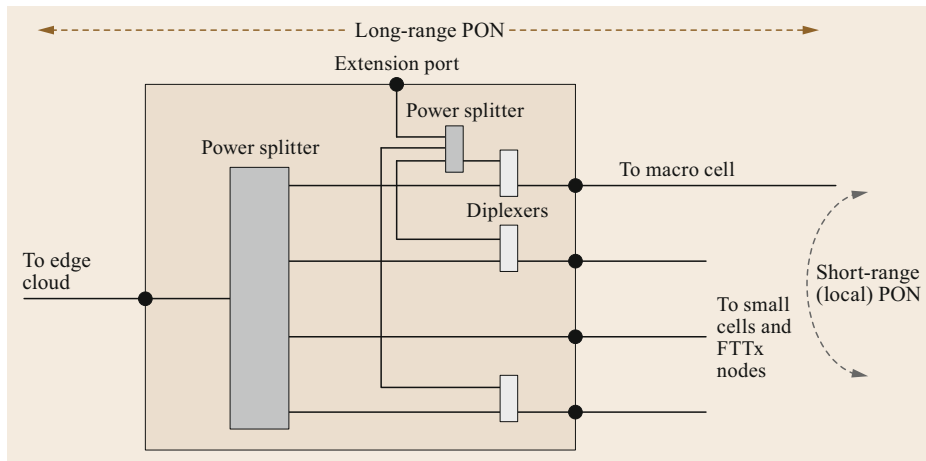 Long-range PON
Extension port
Power splitter
Power splitter
To macro cell
Diplexers
To edge
cloud
Short-range
(local) PON
To small
cells and
FTTx
nodes